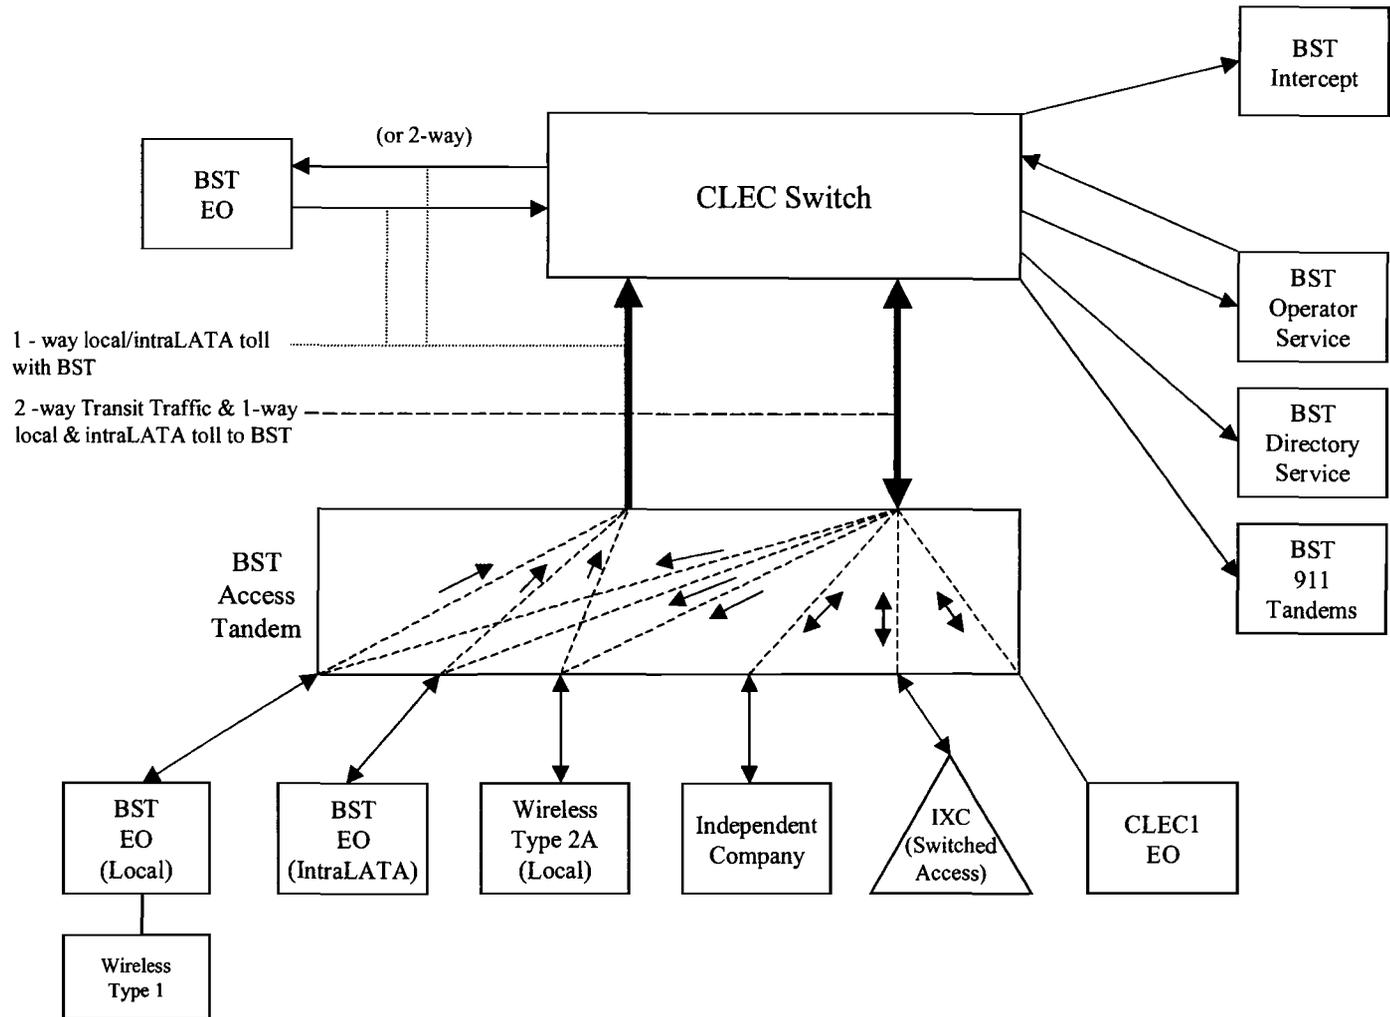 BST
Intercept
(or 2-way)
BST
EO
CLEC Switch
BST
Operator
Service
1 - way local/intraLATA toll
with BST
2 -way Transit Traffic & 1-way
local & intraLATA toll to BST
BST
Directory
Service
BST
911
Tandems
BST
Access
Tandem
BST
EO
(Local)
BST
EO
(IntraLATA)
Wireless
Type 2A
(Local)
Independent
Company
IXC
(Switched
Access)
CLEC1
EO
Wireless
Type 1